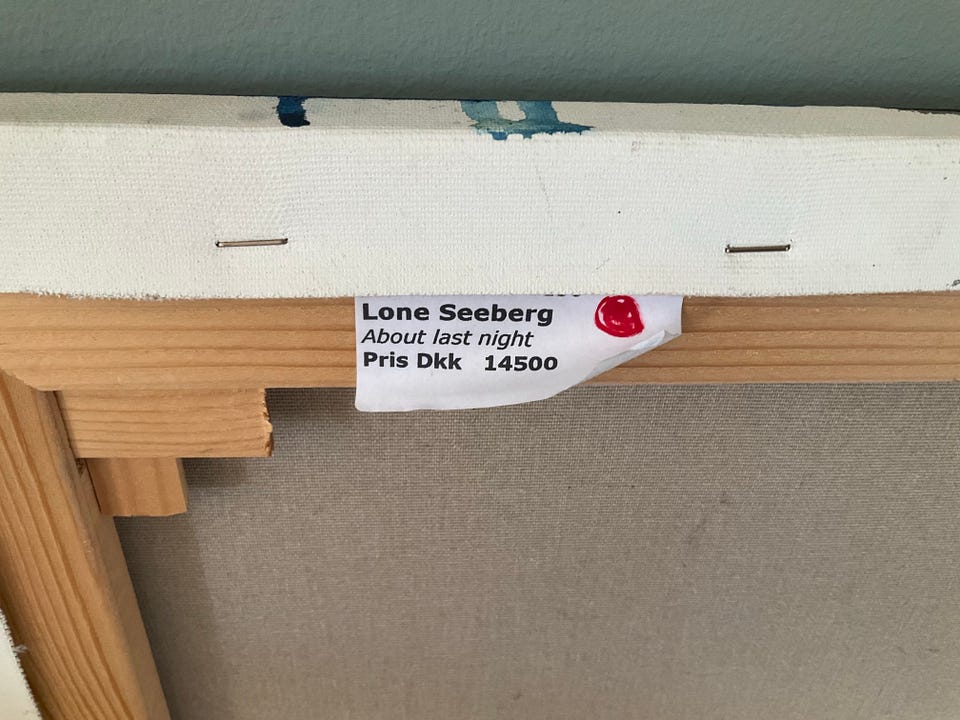 Lone Seeberg
About last night
Pris Dkk 14500